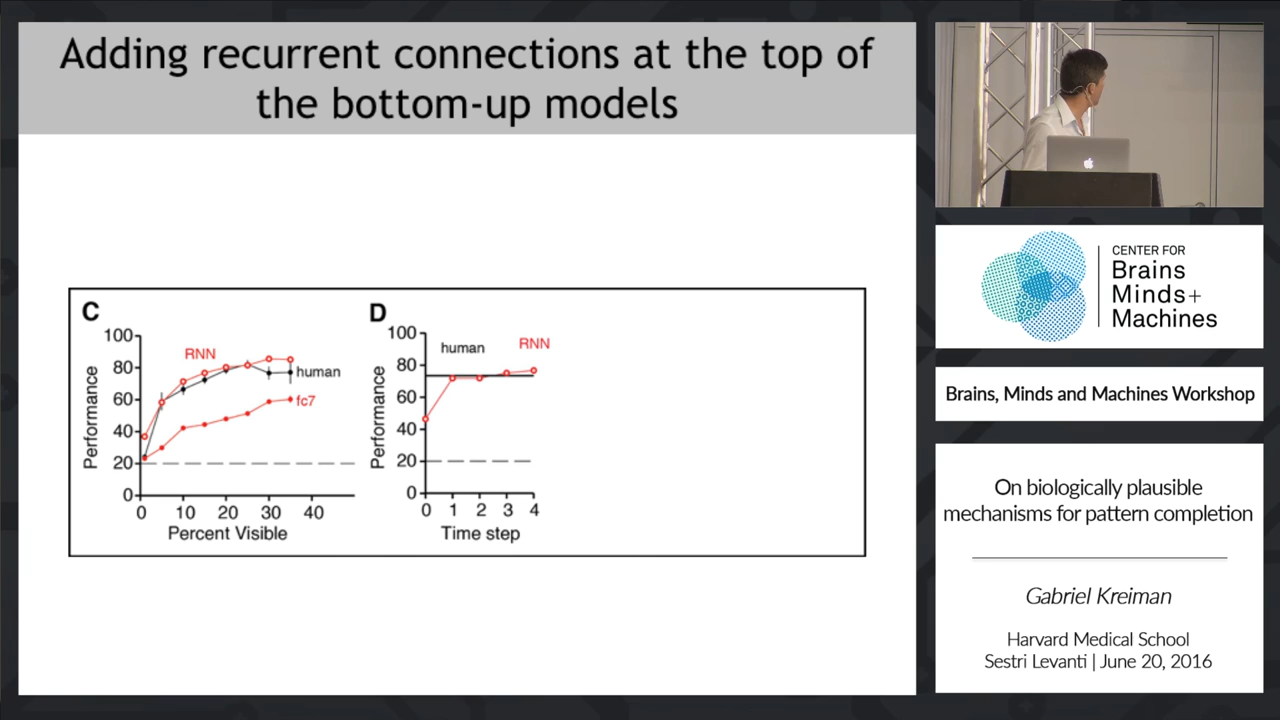 Adding recurrent connections at the top of
the bottom-up models
C
100
80
60
40
20
0
Performance
RNN
human
fc7
0 10 20 30 40
Percent Visible
D
100
80
60
40
20
0
Performance
human RNN
0 1 2 3 4
Time step
CENTER FOR
Brains
Minds+
Machines
Brains, Minds and Machines Workshop
On biologically plausible
mechanisms for pattern completion
Gabriel Kreiman
Harvard Medical School
Sestri Levanti | June 20, 2016